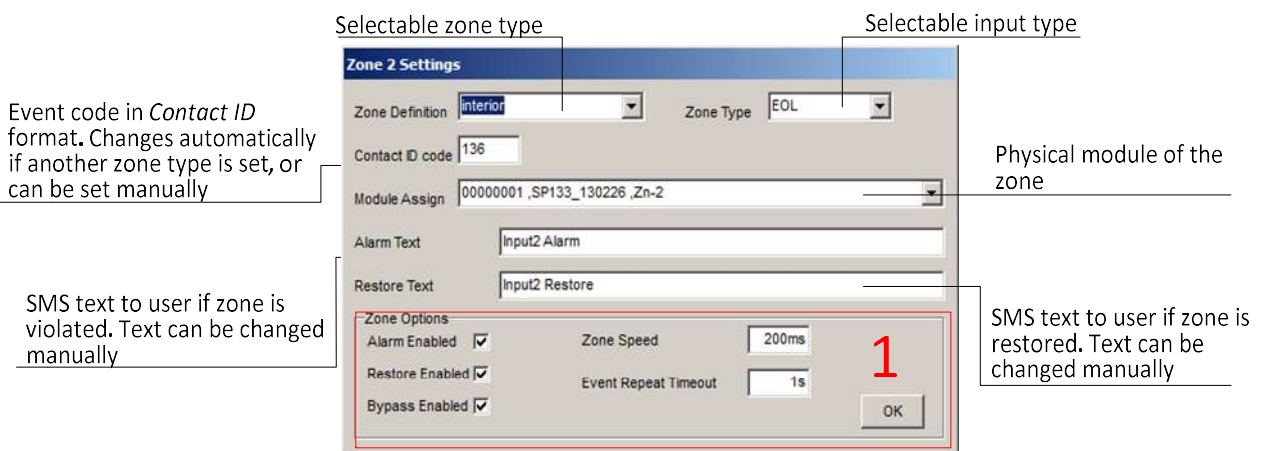 Selectable zone type
Selectable input type
Zone 2 Settings
Zone Definition interior Zone Type EOL
Event code in Contact ID
format. Changes automatically
if another zone type is set, or
can be set manually
Contact ID code 136
Module Assign 00000001 ,SP133_130226 ,Zn-2
Physical module of the
zone
Alarm Text Input2 Alarm
Restore Text Input2 Restore
SMS text to user if zone is
violated. Text can be changed
manually
SMS text to user if zone is
restored. Text can be
changed manually
Zone Options
Alarm Enabled Zone Speed 200ms
Restore Enabled Event Repeat Timeout 1s
Bypass Enabled
1
OK